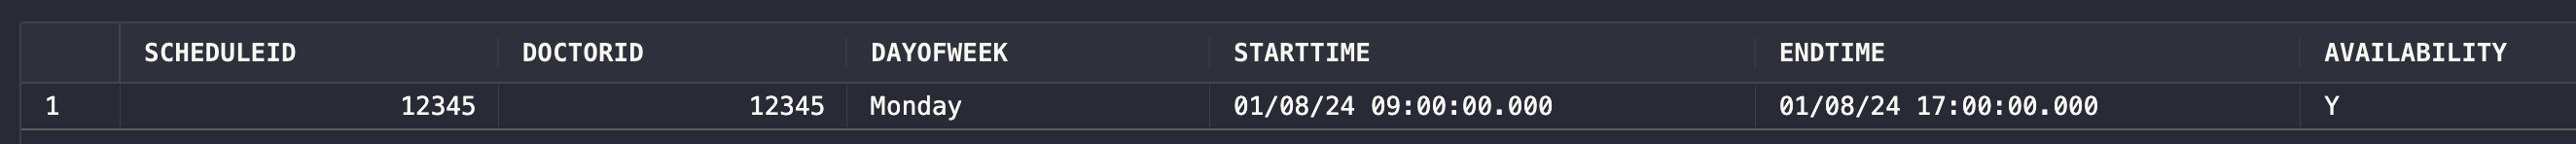 SCHEDULEID DOCTORID DAYOFWEEK STARTTIME ENDTIME AVAILABILITY
1 12345 12345 Monday 01/08/24 09:00:00.000 01/08/24 17:00:00.000 Y